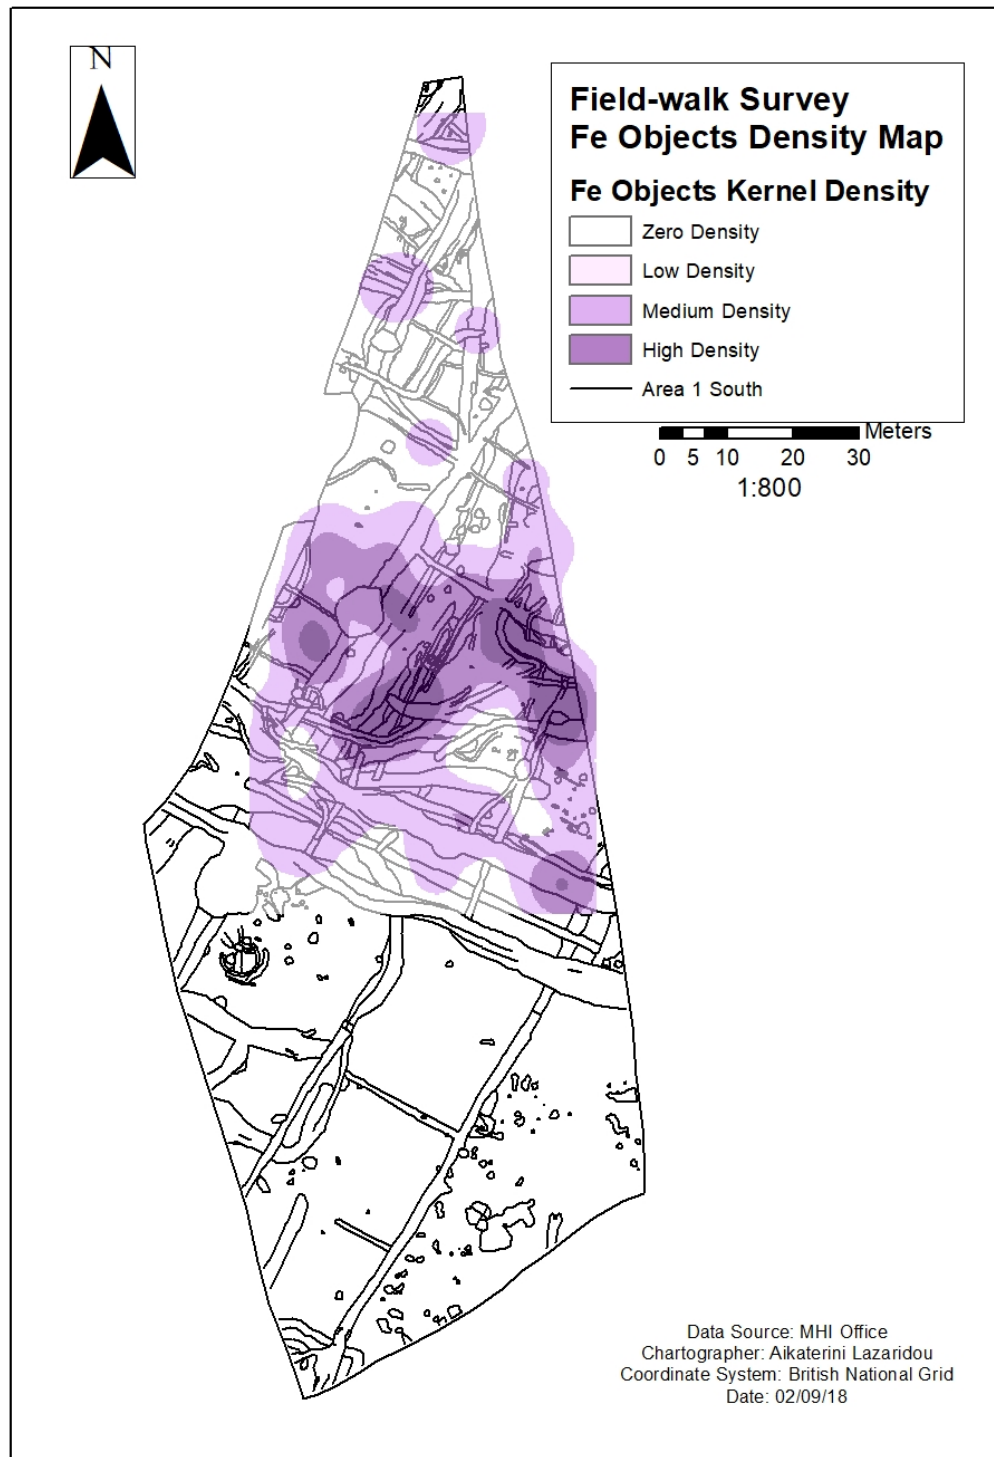 N
Field-walk Survey
Fe Objects Density Map
Fe Objects Kernel Density
Zero Density
Low Density
Medium Density
High Density
Area 1 South
Meters
0 5 10 20 30
1:800
Data Source: MHI Office
Chartographer: Aikaterini Lazaridou
Coordinate System: British National Grid
Date: 02/09/18